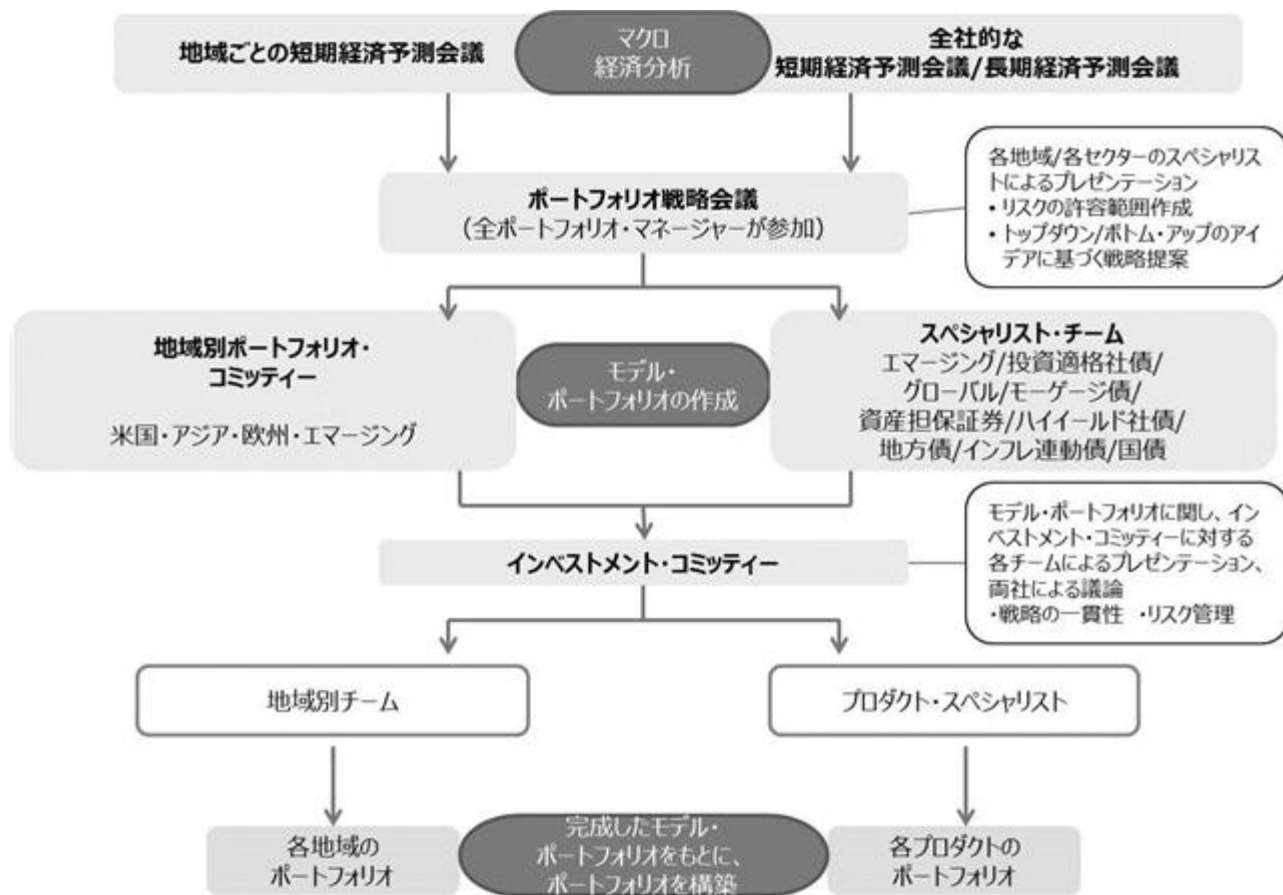 地域ごとの短期経済予測会議
マクロ
経済分析
全社的な
短期経済予測会議/長期経済予測会議
各地域/各セクターのスペシャリス
トによるプレゼンテーション
• リスクの許容範囲作成
• トップダウン/ボトム・アップのアイ
デアに基づく戦略提案
ポートフォリオ戦略会議
（全ポートフォリオ・マネージャーが参加）
地域別ポートフォリオ・
コミッティー
米国・アジア・欧州・エマージング
モデル・
ポートフォリオの作成
スペシャリスト・チーム
エマージング/投資適格社債/
グローバル/モーゲージ債/
資産担保証券/ハイイールド社債/
地方債/インフレ連動債/国債
インベストメント・コミッティー
モデル・ポートフォリオに関し、イン
ベストメント・コミッティーに対する
各チームによるプレゼンテーション、
両社による議論
・戦略の一貫性 ・リスク管理
地域別チーム
プロダクト・スペシャリスト
各地域の
ポートフォリオ
完成したモデル・
ポートフォリオをもとに、
ポートフォリオを構築
各プロダクトの
ポートフォリオ